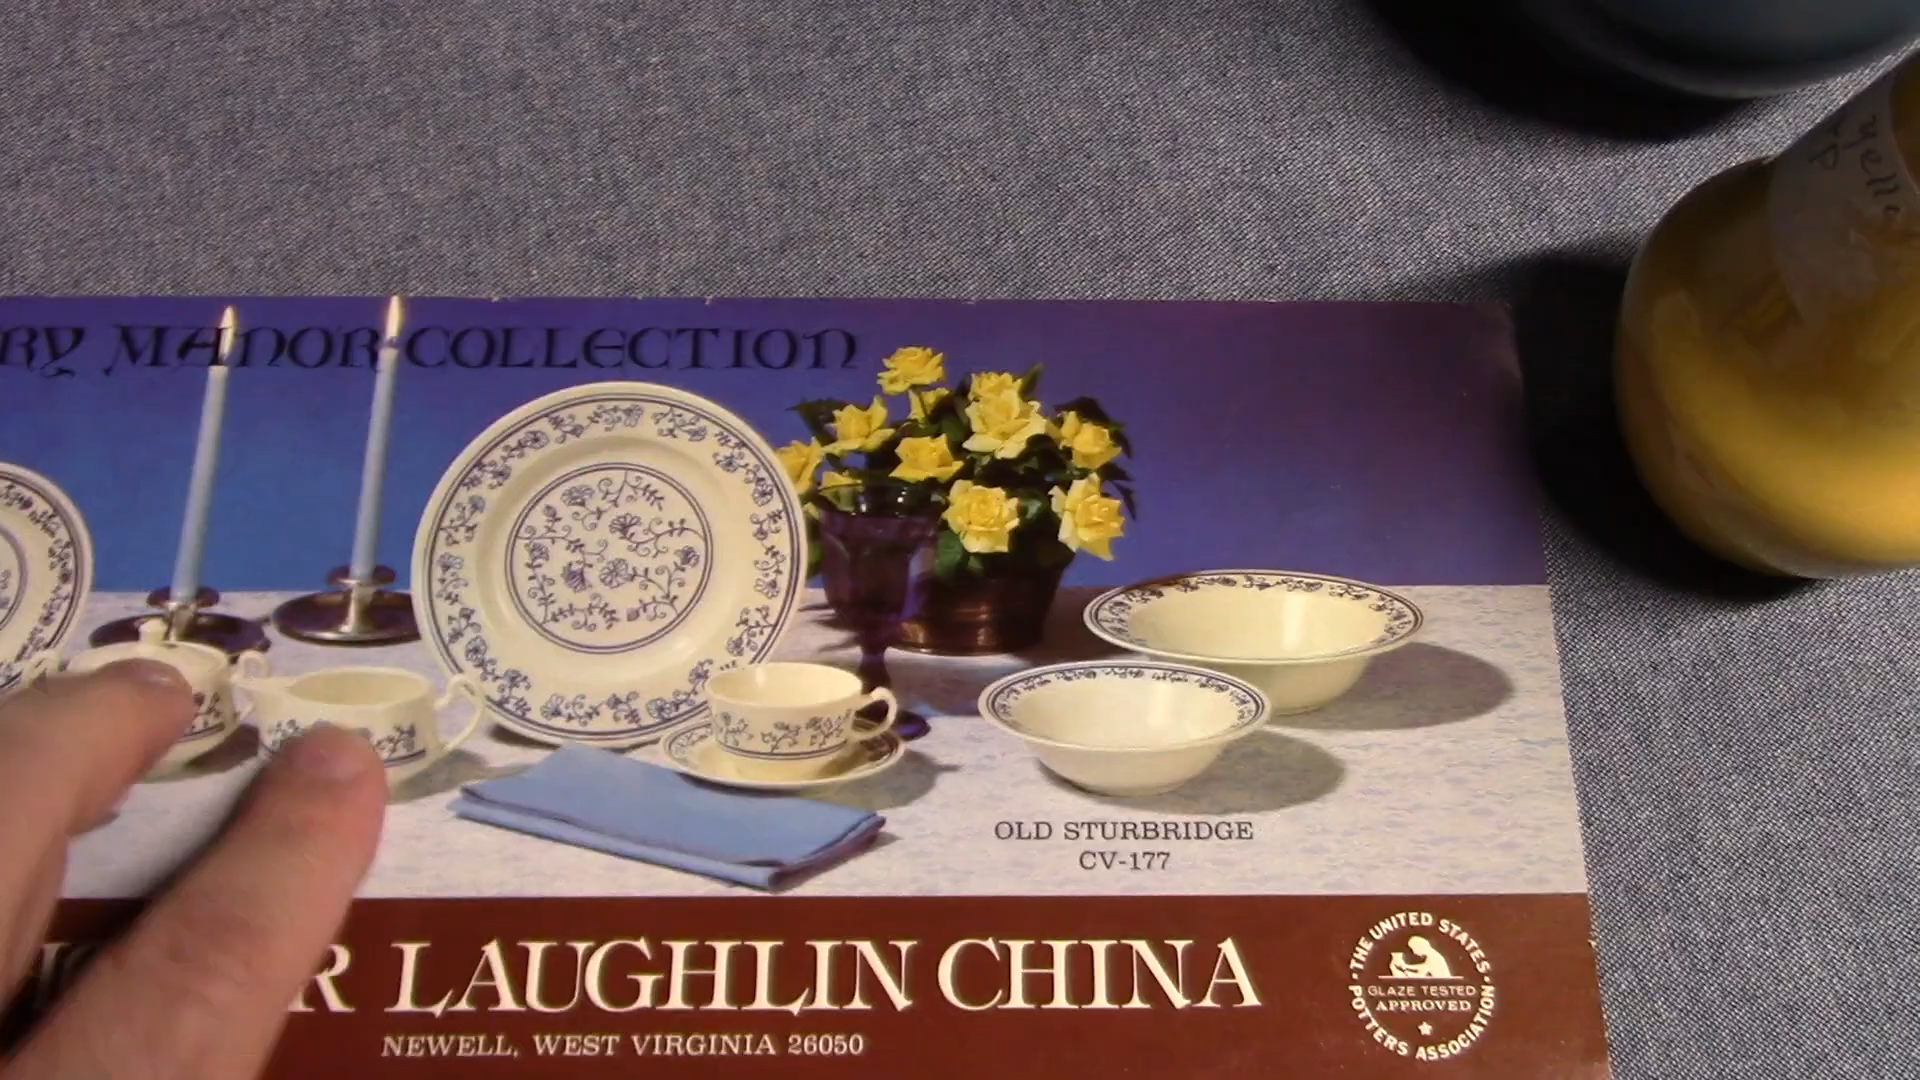 RY MANOR COLLECTION
OLD STURBRIDGE
CV-177
R LAUGHLIN CHINA
NEWELL, WEST VIRGINIA 26050
THE UNITED STATES
POTTERS ASSOCIATION
GLAZE TESTED
APPROVED